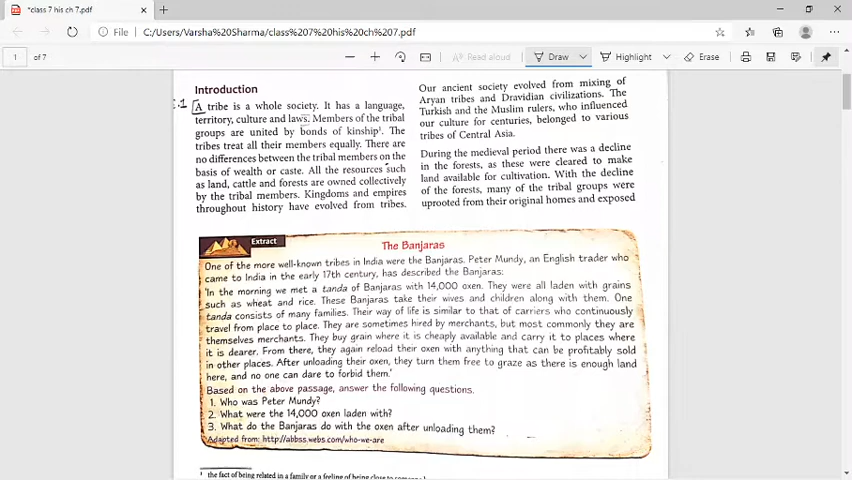 *class 7 his ch 7.pdf
File
C:/Users/Varsha%20Sharma/class%207%20his%20ch%207.pdf
1 of 7
Read aloud
Draw
Highlight
Erase
Introduction
A tribe is a whole society. It has a language,
territory, culture and laws. Members of the tribal
groups are united by bonds of kinship¹. The
tribes treat all their members equally. There are
no differences between the tribal members on the
basis of wealth or caste. All the resources such
as land, cattle and forests are owned collectively
by the tribal members. Kingdoms and empires
throughout history have evolved from tribes.
Our ancient society evolved from mixing of
Aryan tribes and Dravidian civilizations. The
Turkish and the Muslim rulers, who influenced
our culture for centuries, belonged to various
tribes of Central Asia.
During the medieval period there was a decline
in the forests, as these were cleared to make
land available for cultivation. With the decline
of the forests, many of the tribal groups were
uprooted from their original homes and exposed
Extract
The Banjaras
One of the more well-known tribes in India were the Banjaras. Peter Mundy, an English trader who
came to India in the early 17th century, has described the Banjaras:
'In the morning we met a tanda of Banjaras with 14,000 oxen. They were all laden with grains
such as wheat and rice. These Banjaras take their wives and children along with them. One
tanda consists of many families. Their way of life is similar to that of carriers who continuously
travel from place to place. They are sometimes hired by merchants, but most commonly they are
themselves merchants. They buy grain where it is cheaply available and carry it to places where
it is dearer. From there, they again reload their oxen with anything that can be profitably sold
in other places. After unloading their oxen, they turn them free to graze as there is enough land
here, and no one can dare to forbid them.'
Based on the above passage, answer the following questions.
1. Who was Peter Mundy?
2. What were the 14,000 oxen laden with?
3. What do the Banjaras do with the oxen after unloading them?
Adapted from: http://abbss.webs.com/who-we-are
¹ the fact of being related in a family or a feeling of being close to